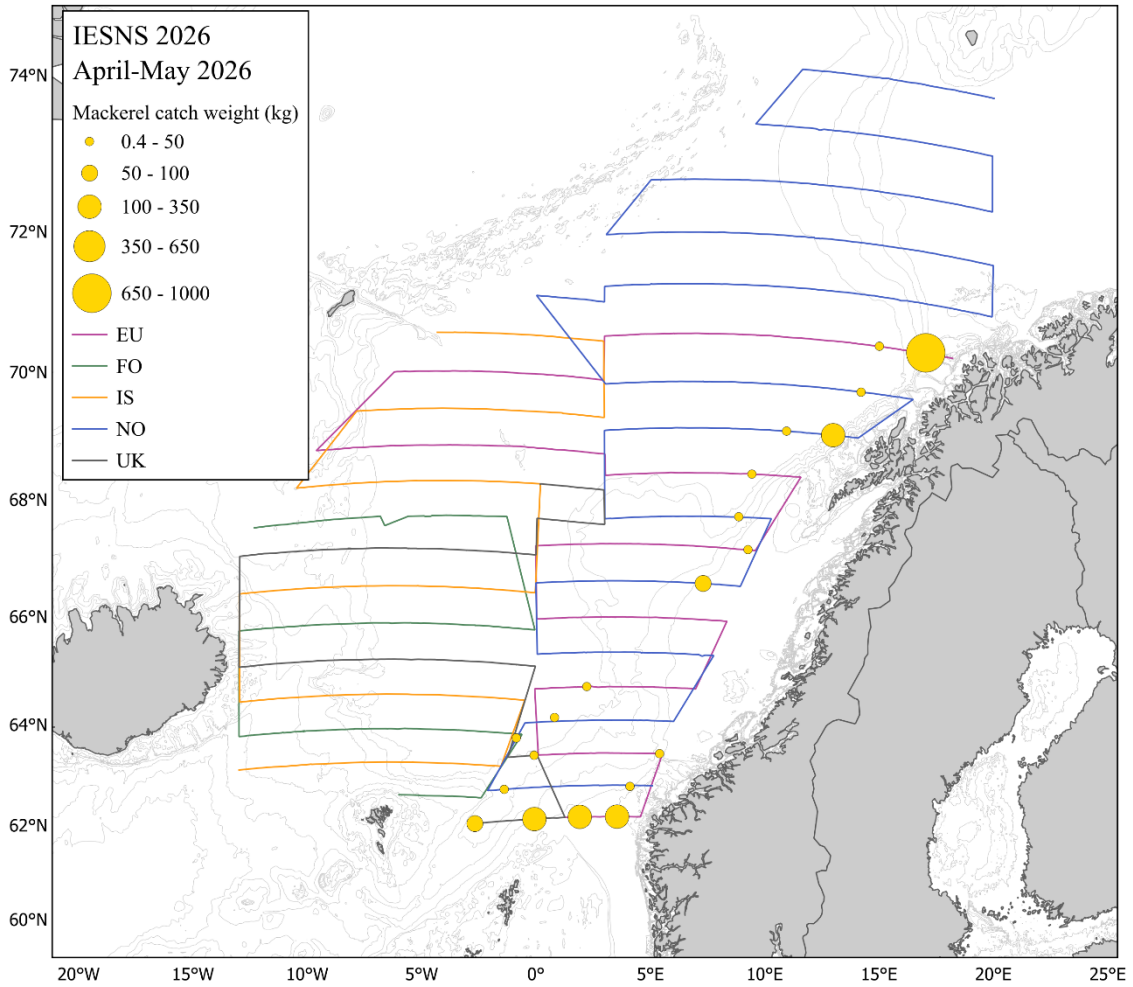 IESNS 2026
April-May 2026
Mackerel catch weight (kg)
0.4 - 50
50 - 100
100 - 350
350 - 650
650 - 1000
EU
FO
IS
NO
UK
74°N
72°N
70°N
68°N
66°N
64°N
62°N
60°N
20°W 15°W 10°W 5°W 0° 5°E 10°E 15°E 20°E 25°E